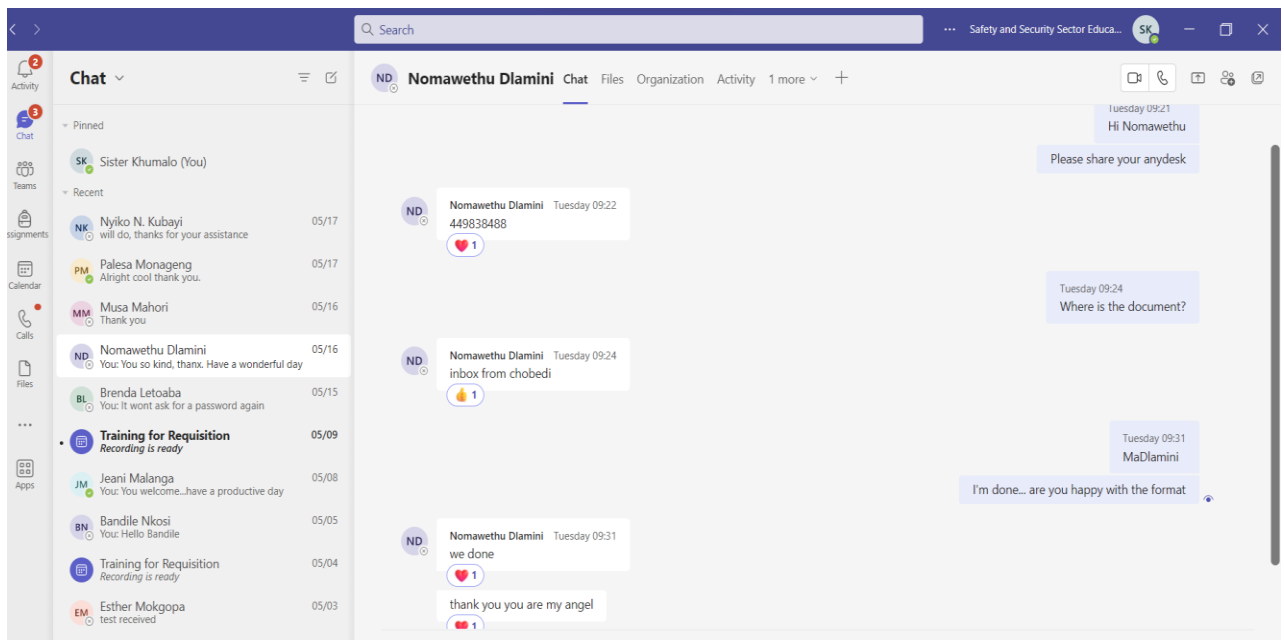 Search
...
Safety and Security Sector Educa...
SK
2
Activity
3
Chat
Teams
ssignments
Calendar
Calls
Files
...
Apps
Chat
Pinned
SK
Sister Khumalo (You)
Recent
NK
Nyiko N. Kubayi
05/17
will do, thanks for your assistance
PM
Palesa Monageng
05/17
Alright cool thank you.
MM
Musa Mahori
05/16
Thank you
ND
Nomawethu Dlamini
05/16
You: You so kind, thanx. Have a wonderful day
BL
Brenda Letoaba
05/15
You: It wont ask for a password again
Training for Requisition
05/09
Recording is ready
JM
Jeani Malanga
05/08
You: You welcome...have a productive day
BN
Bandile Nkosi
05/05
You: Hello Bandile
Training for Requisition
05/04
Recording is ready
EM
Esther Mokgopa
05/03
test received
ND
Nomawethu Dlamini Chat Files Organization Activity 1 more
Tuesday 09:21
Hi Nomawethu
Please share your anydesk
ND
Nomawethu Dlamini Tuesday 09:22
449838488
1
Tuesday 09:24
Where is the document?
ND
Nomawethu Dlamini Tuesday 09:24
inbox from chobedi
1
Tuesday 09:31
MaDlamini
I'm done... are you happy with the format
ND
Nomawethu Dlamini Tuesday 09:31
we done
1
thank you you are my angel
1